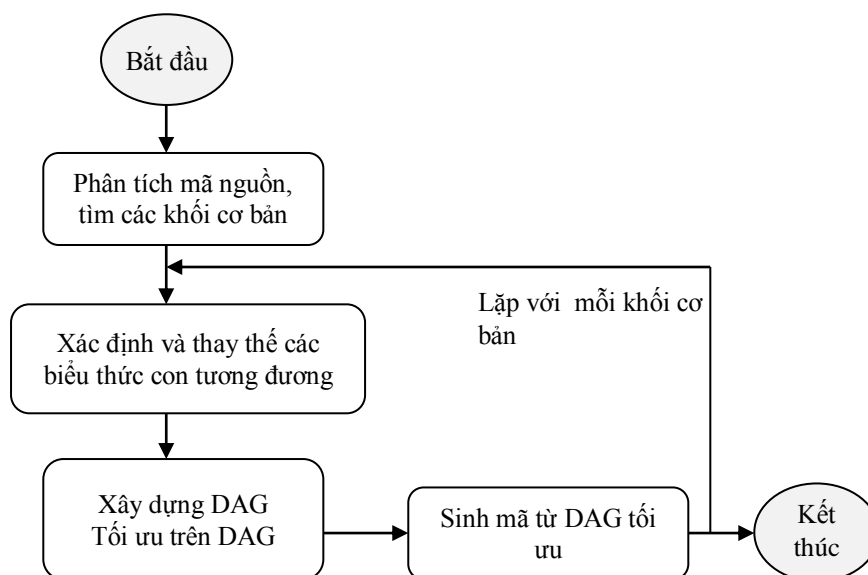 Bắt đầu
Phân tích mã nguồn,
tìm các khối cơ bản
Lặp với mỗi khối cơ
bản
Xác định và thay thế các
biểu thức con tương đương
Xây dựng DAG
Tối ưu trên DAG
Sinh mã từ DAG tối
ưu
Kết
thúc